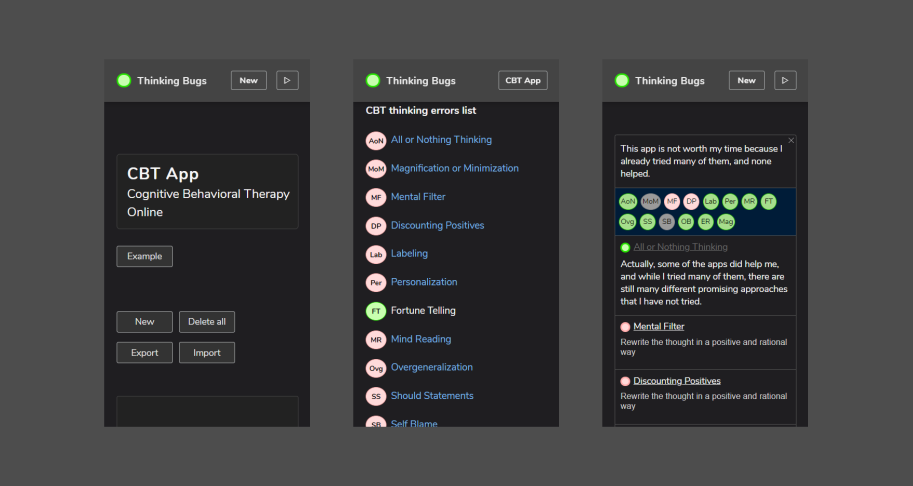 Thinking Bugs
New
CBT App
Cognitive Behavioral Therapy
Online
Example
New
Delete all
Export
Import
Thinking Bugs
CBT App
CBT thinking errors list
AoN All or Nothing Thinking
MoM Magnification or Minimization
MF Mental Filter
DP Discounting Positives
Lab Labeling
Per Personalization
FT Fortune Telling
MR Mind Reading
Ovg Overgeneralization
SS Should Statements
SB Self Blame
Thinking Bugs
New
This app is not worth my time because I
already tried many of them, and none
helped.
AoN MoM MF DP Lab Per MR FT
Ovg SS SB OB ER Mag
All or Nothing Thinking
Actually, some of the apps did help me,
and while I tried many of them, there are
still many different promising approaches
that I have not tried.
Mental Filter
Rewrite the thought in a positive and rational
way
Discounting Positives
Rewrite the thought in a positive and rational
way